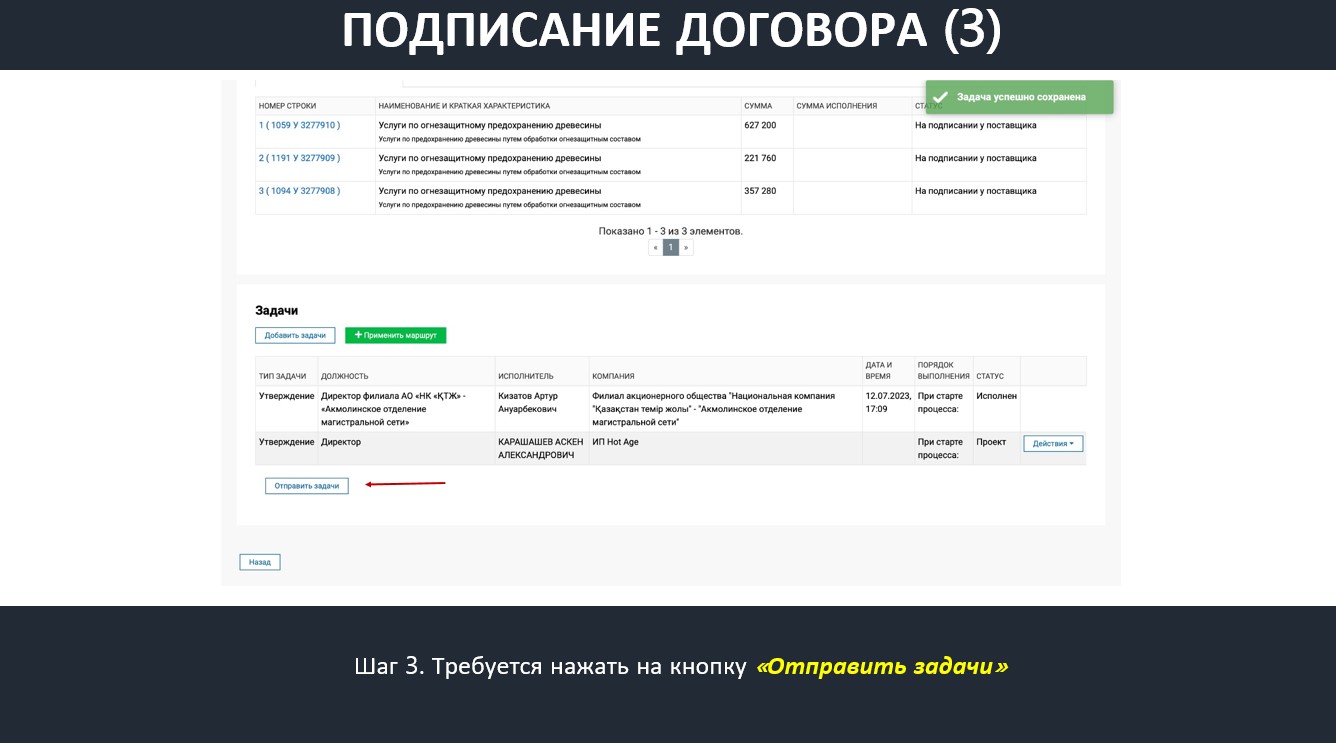 ПОДПИСАНИЕ ДОГОВОРА (3)
Задача успешно сохранена
НОМЕР СТРОКИ НАИМЕНОВАНИЕ И КРАТКАЯ ХАРАКТЕРИСТИКА СУММА СУММА ИСПОЛНЕНИЯ СТАТУС
1 ( 1059 У 3277910 ) Услуги по огнезащитному предохранению древесины 627 200 На подписании у поставщика
Услуги по предохранению древесины путем обработки огнезащитным составом
2 ( 1191 У 3277909 ) Услуги по огнезащитному предохранению древесины 221 760 На подписании у поставщика
Услуги по предохранению древесины путем обработки огнезащитным составом
3 ( 1094 У 3277908 ) Услуги по огнезащитному предохранению древесины 357 280 На подписании у поставщика
Услуги по предохранению древесины путем обработки огнезащитным составом
Показано 1 - 3 из 3 элементов.
« 1 »
Задачи
Добавить задачи + Применить маршрут
ДАТА И ПОРЯДОК
ТИП ЗАДАЧИ ДОЛЖНОСТЬ ИСПОЛНИТЕЛЬ КОМПАНИЯ ВРЕМЯ ВЫПОЛНЕНИЯ СТАТУС
Утверждение Директор филиала АО «НК «ҚТЖ» - Кизатов Артур Филиал акционерного общества "Национальная компания 12.07.2023, При старте Исполнен
«Акмолинское отделение Ануарбекович "Қазақстан темір жолы" - "Акмолинское отделение 17:09 процесса:
магистральной сети» магистральной сети"
Утверждение Директор КАРАШАШЕВ АСКЕН ИП Hot Age При старте Проект Действия
АЛЕКСАНДРОВИЧ процесса:
Отправить задачи
Назад
Шаг 3. Требуется нажать на кнопку «Отправить задачи»